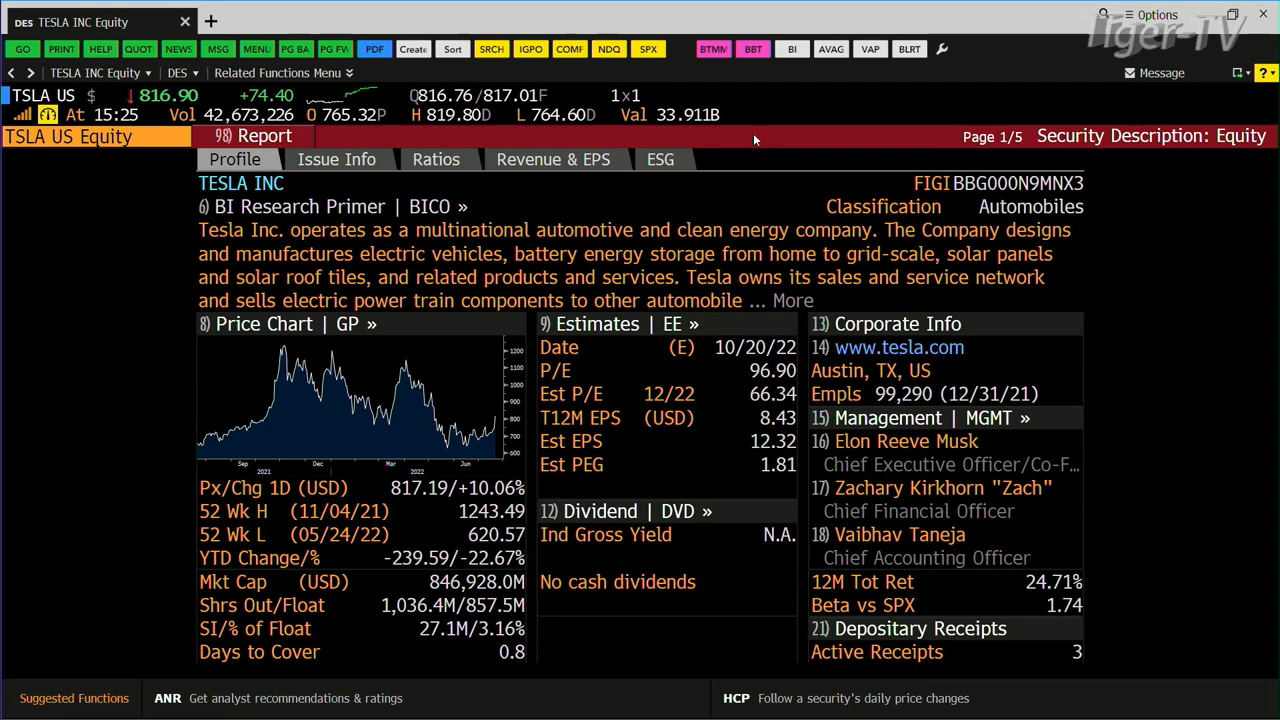 DES TESLA INC Equity
Options
Tiger-TV
GO PRINT HELP QUOT NEWS MSG MENU PG BA PG FW PDF Create Sort SRCH IGPO COMF NDQ SPX BTMM BBT BI AVAG VAP BLRT
TESLA INC Equity DES Related Functions Menu
Message
TSLA US $ ↓816.90 +74.40 Q816.76/817.01F 1x1
At 15:25 Vol 42,673,226 O 765.32P H 819.80D L 764.60D Val 33.911B
TSLA US Equity 98) Report Page 1/5 Security Description: Equity
Profile Issue Info Ratios Revenue & EPS ESG
TESLA INC FIGI BBG000N9MNX3
6) BI Research Primer | BICO » Classification Automobiles
Tesla Inc. operates as a multinational automotive and clean energy company. The Company designs
and manufactures electric vehicles, battery energy storage from home to grid-scale, solar panels
and solar roof tiles, and related products and services. Tesla owns its sales and service network
and sells electric power train components to other automobile ... More
8) Price Chart | GP »
1200
1100
1000
900
800
700
600
Sep Dec Mar Jun
2021 2022
Px/Chg 1D (USD) 817.19/+10.06%
52 Wk H (11/04/21) 1243.49
52 Wk L (05/24/22) 620.57
YTD Change/% -239.59/-22.67%
Mkt Cap (USD) 846,928.0M
Shrs Out/Float 1,036.4M/857.5M
SI/% of Float 27.1M/3.16%
Days to Cover 0.8
9) Estimates | EE »
Date (E) 10/20/22
P/E 96.90
Est P/E 12/22 66.34
T12M EPS (USD) 8.43
Est EPS 12.32
Est PEG 1.81
12) Dividend | DVD »
Ind Gross Yield N.A.
No cash dividends
13) Corporate Info
14) www.tesla.com
Austin, TX, US
Empls 99,290 (12/31/21)
15) Management | MGMT »
16) Elon Reeve Musk
Chief Executive Officer/Co-F...
17) Zachary Kirkhorn "Zach"
Chief Financial Officer
18) Vaibhav Taneja
Chief Accounting Officer
12M Tot Ret 24.71%
Beta vs SPX 1.74
21) Depositary Receipts
Active Receipts 3
Suggested Functions ANR Get analyst recommendations & ratings HCP Follow a security's daily price changes